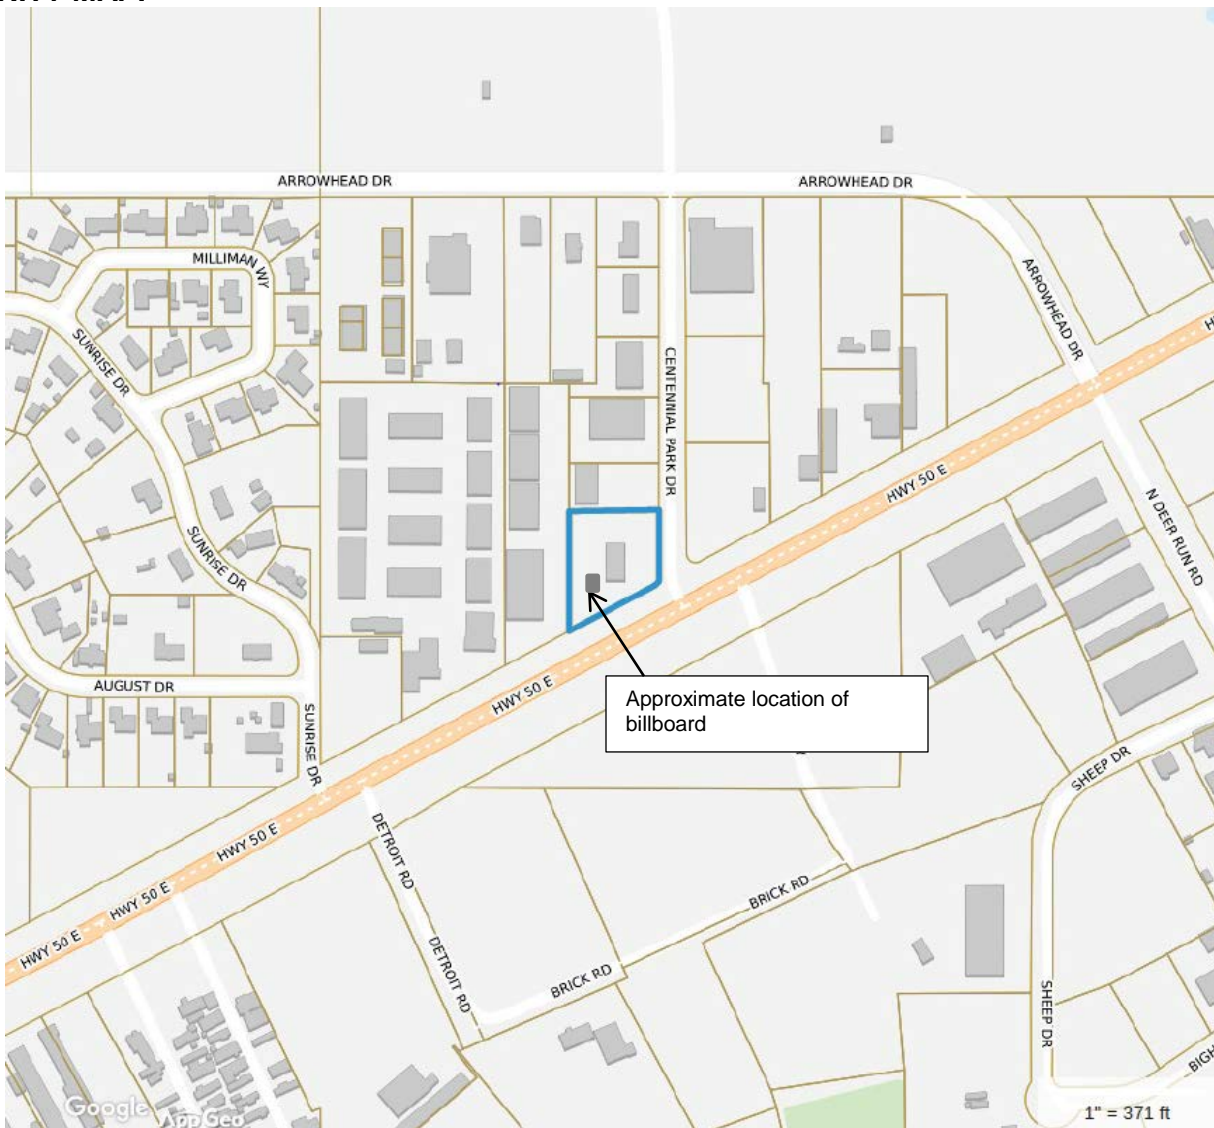 ARROWHEAD DR
ARROWHEAD DR
MILLIMAN WY
ARROWHEAD DR
SUNRISE DR
CENTENNIAL PARK DR
HWY 50 E
N DEER RUN RD
SUNRISE DR
AUGUST DR
HWY 50 E
Approximate location of
billboard
SUNRISE DR
SHEEP DR
HWY 50 E
DETROIT RD
HWY 50 E
BRICK RD
HWY 50 E
DETROIT RD
BRICK RD
SHEEP DR
Google
AppGeo
1" = 371 ft